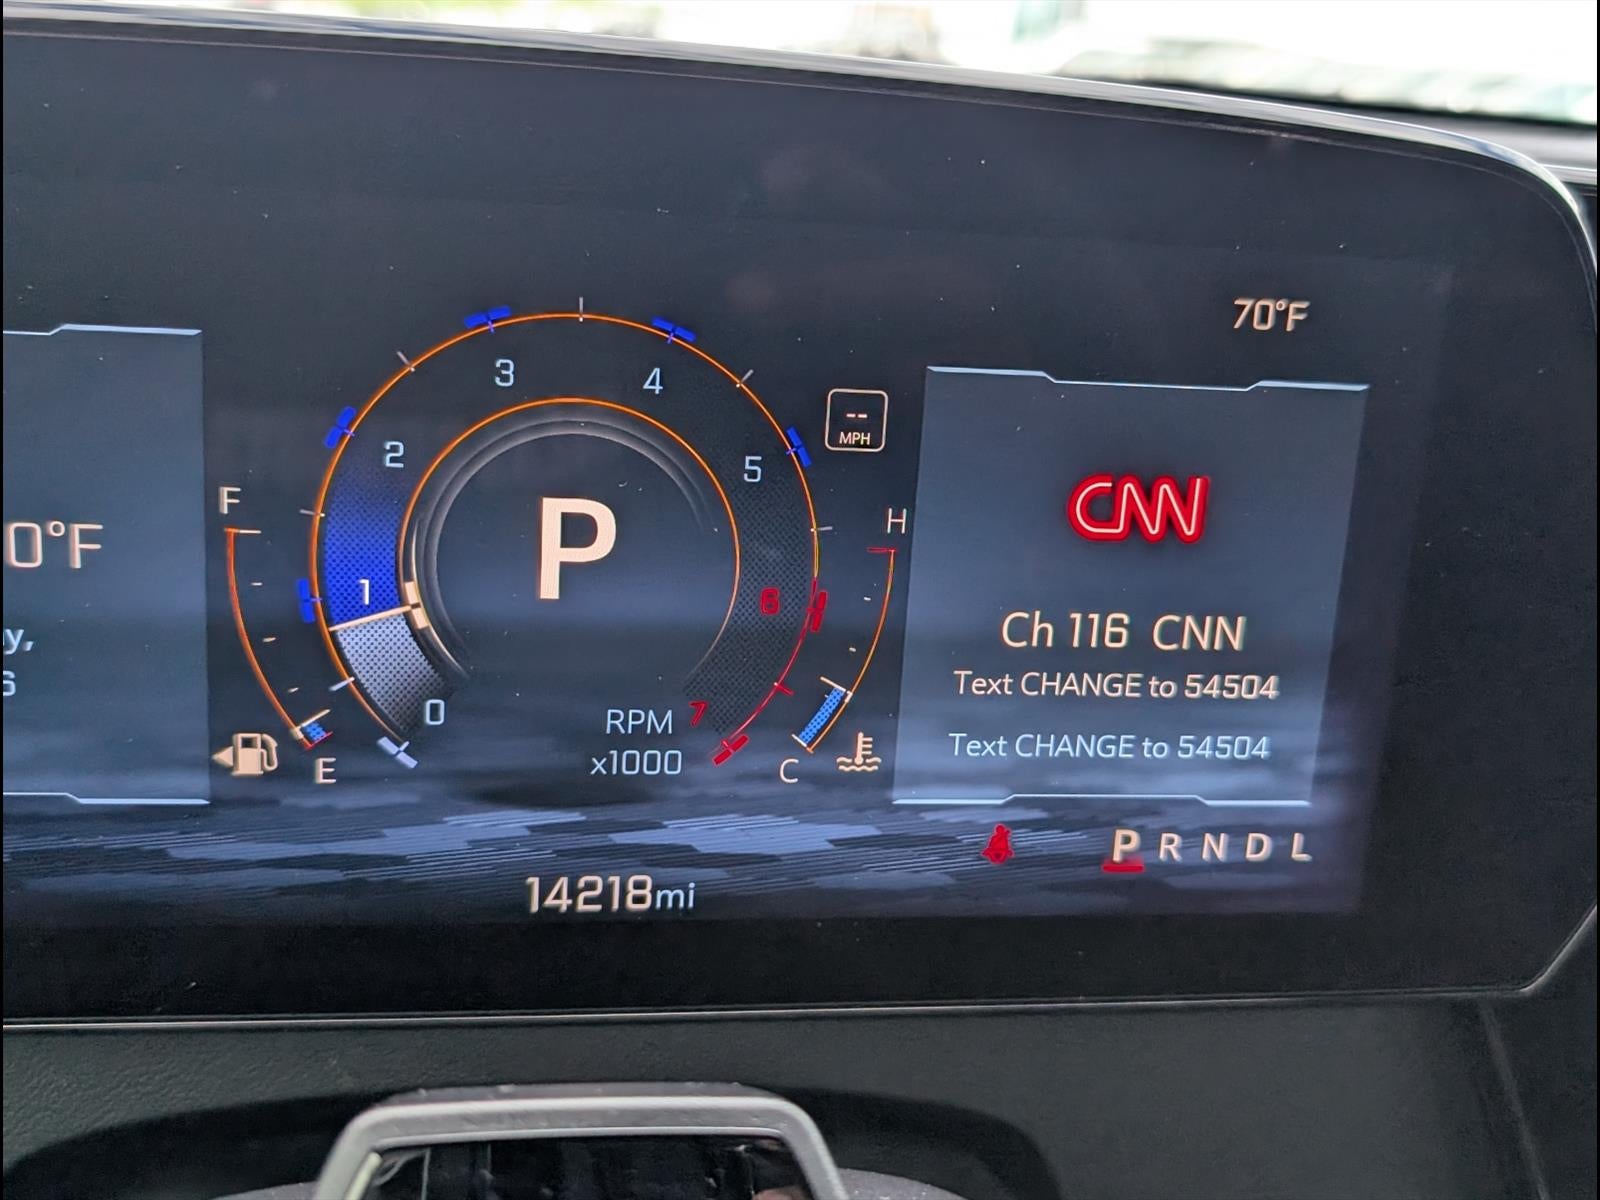 70°F
3
4
--
MPH
2
5
F
H
CNN
P
0°F
1
6
Ch 116 CNN
y,
Text CHANGE to 54504
6
0
RPM
7
x1000
Text CHANGE to 54504
E
C
P R N D L
14218mi